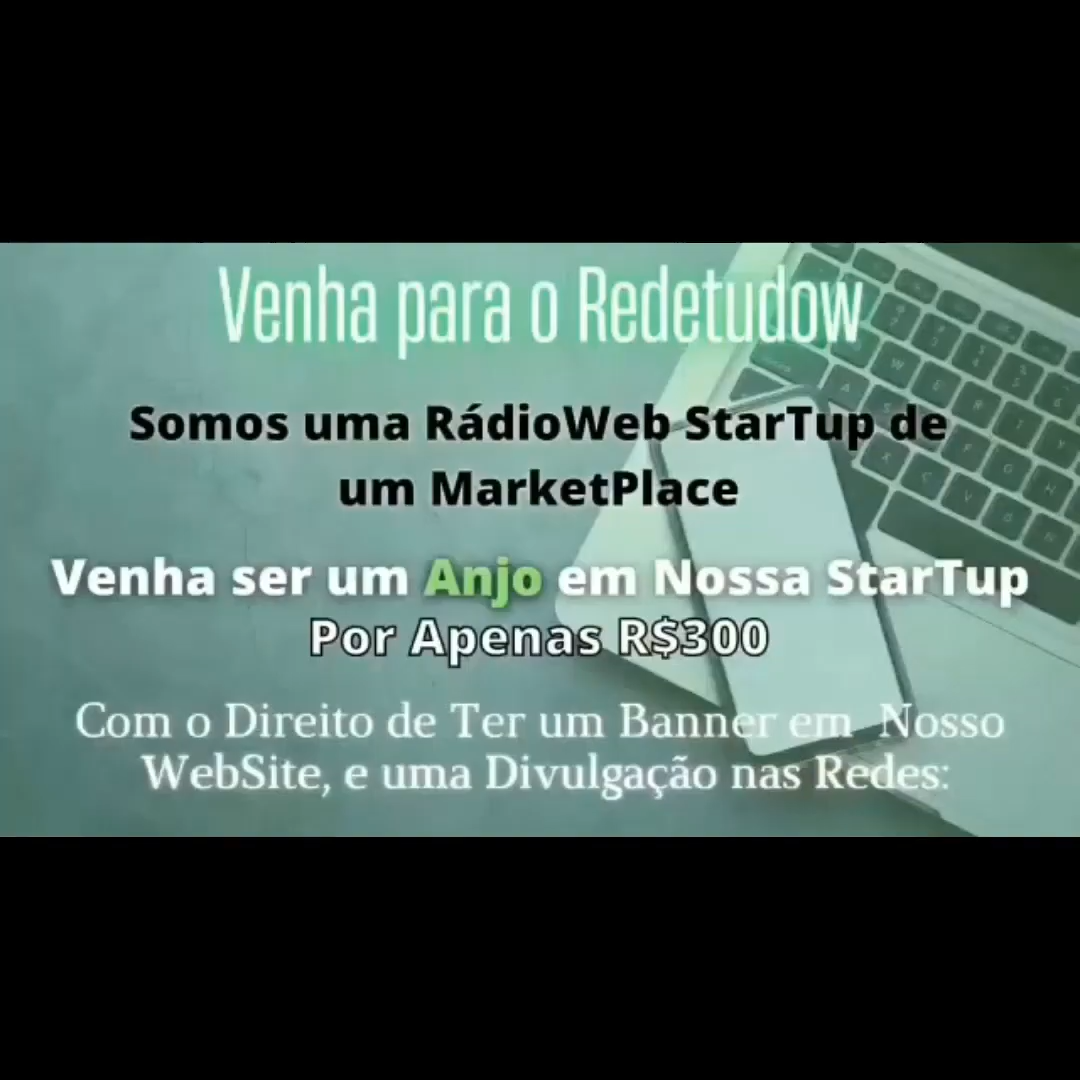 Venha para o Redetudow
Somos uma RádioWeb StarTup de
um MarketPlace
Venha ser um Anjo em Nossa StarTup
Por Apenas R$300
Com o Direito de Ter um Banner em Nosso
WebSite, e uma Divulgação nas Redes: